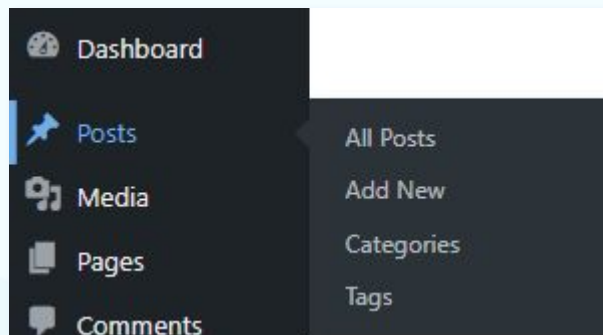 Dashboard
Posts
Media
Pages
Comments
All Posts
Add New
Categories
Tags